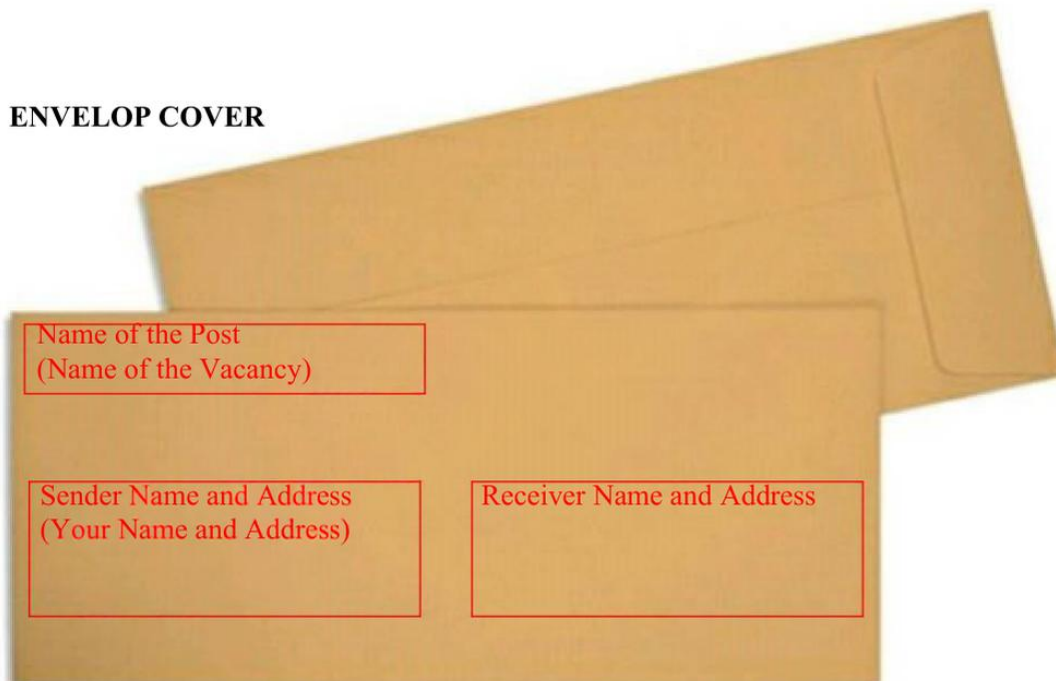 ENVELOP COVER
Name of the Post
(Name of the Vacancy)
Sender Name and Address
(Your Name and Address)
Receiver Name and Address